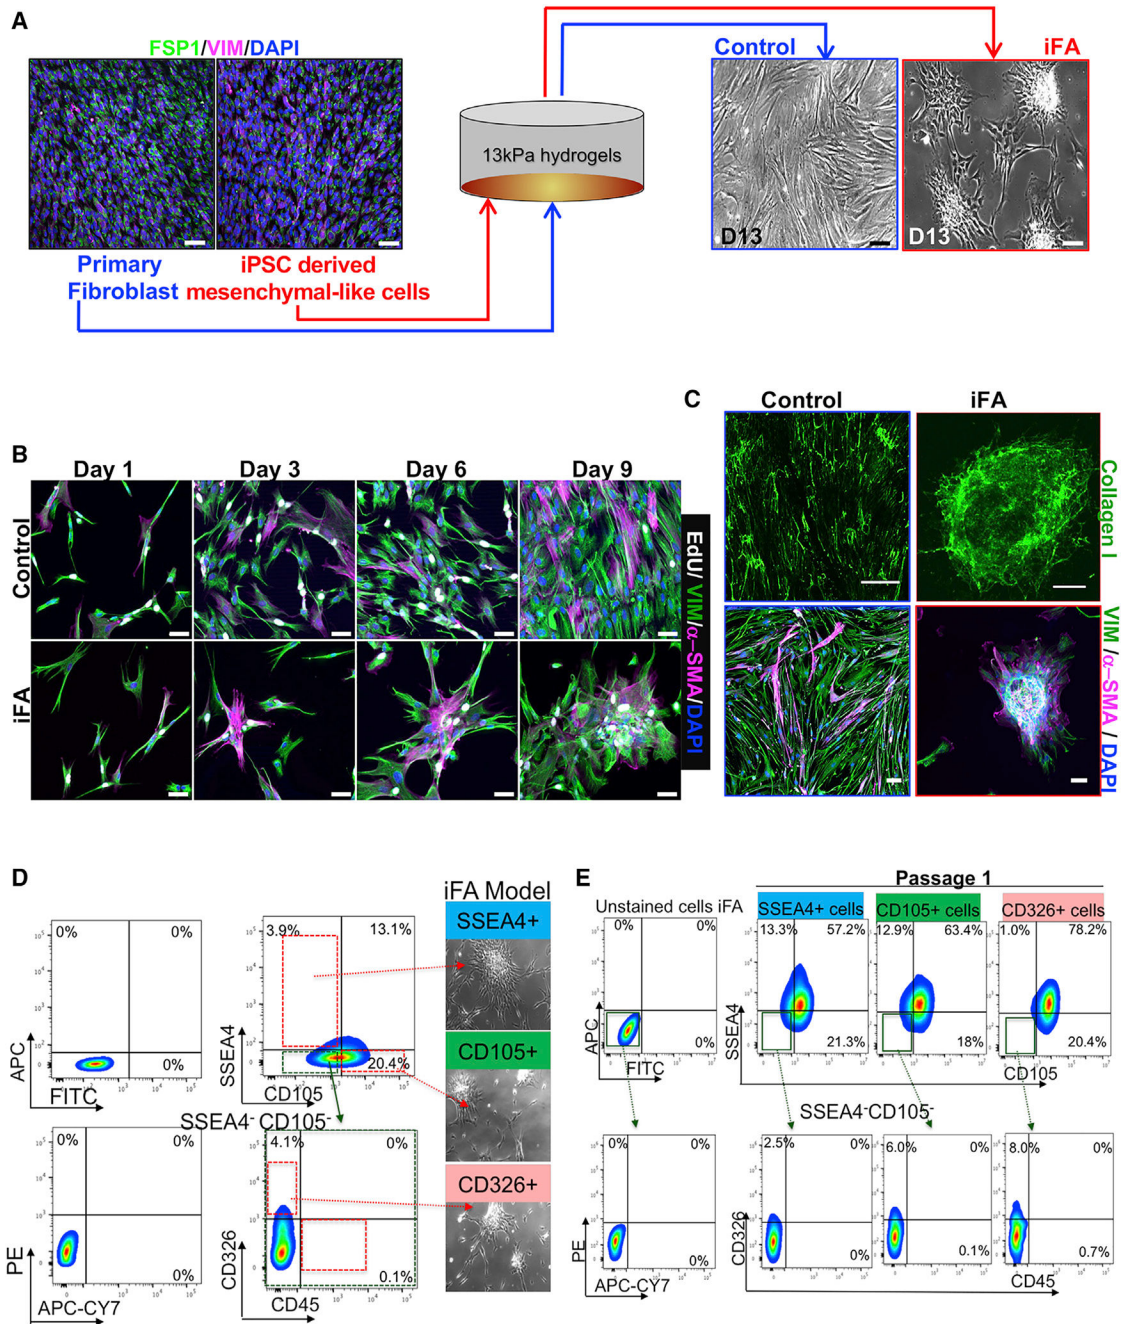 A
FSP1/VIM/DAPI
Primary
Fibroblast
iPSC derived
mesenchymal-like cells
13kPa hydrogels
Control
iFA
D13
D13
B
Day 1
Day 3
Day 6
Day 9
Control
iFA
EdU/ VIM/α-SMA/DAPI
C
Control
iFA
Collagen I
VIM /α-SMA / DAPI
D
0%
0%
0%
APC
FITC
3.9%
13.1%
20.4%
SSEA4
CD105
SSEA4- CD105-
0%
0%
0%
PE
APC-CY7
4.1%
0%
0.1%
CD326
CD45
iFA Model
SSEA4+
CD105+
CD326+
E
Passage 1
Unstained cells iFA
SSEA4+ cells
CD105+ cells
CD326+ cells
0%
0%
0%
APC
FITC
13.3%
57.2%
21.3%
12.9%
63.4%
18%
1.0%
78.2%
20.4%
SSEA4
CD105
SSEA4-CD105-
0%
0%
0%
PE
APC-CY7
2.5%
0%
0%
6.0%
0%
0.1%
8.0%
0%
0.7%
CD326
CD45